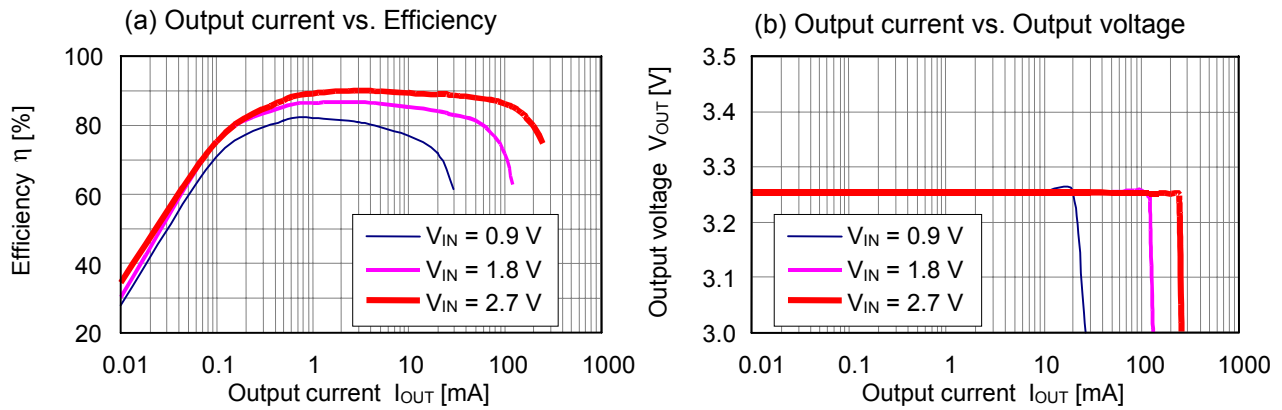 (a) Output current vs. Efficiency
100
80
60
40
20
Efficiency η [%]
VIN = 0.9 V
VIN = 1.8 V
VIN = 2.7 V
0.01 0.1 1 10 100 1000
Output current IOUT [mA]
(b) Output current vs. Output voltage
3.5
3.4
3.3
3.2
3.1
3.0
Output voltage VOUT [V]
VIN = 0.9 V
VIN = 1.8 V
VIN = 2.7 V
0.01 0.1 1 10 100 1000
Output current IOUT [mA]